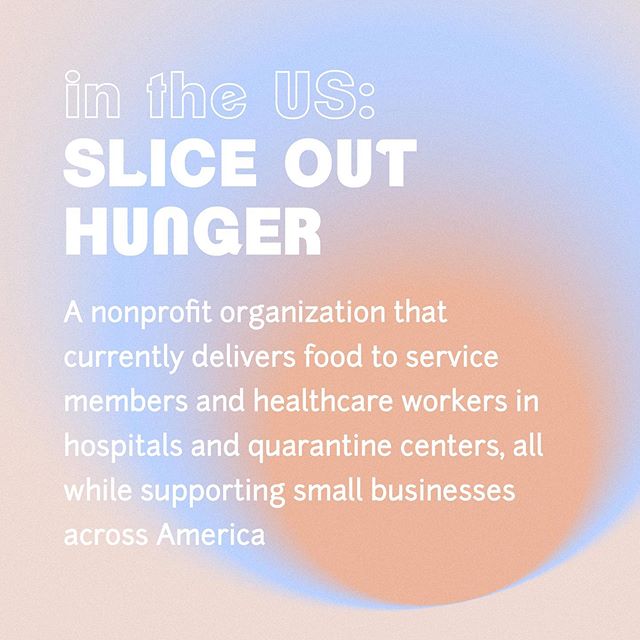 in the US:
SLICE OUT
HUNGER
A nonprofit organization that
currently delivers food to service
members and healthcare workers in
hospitals and quarantine centers, all
while supporting small businesses
across America